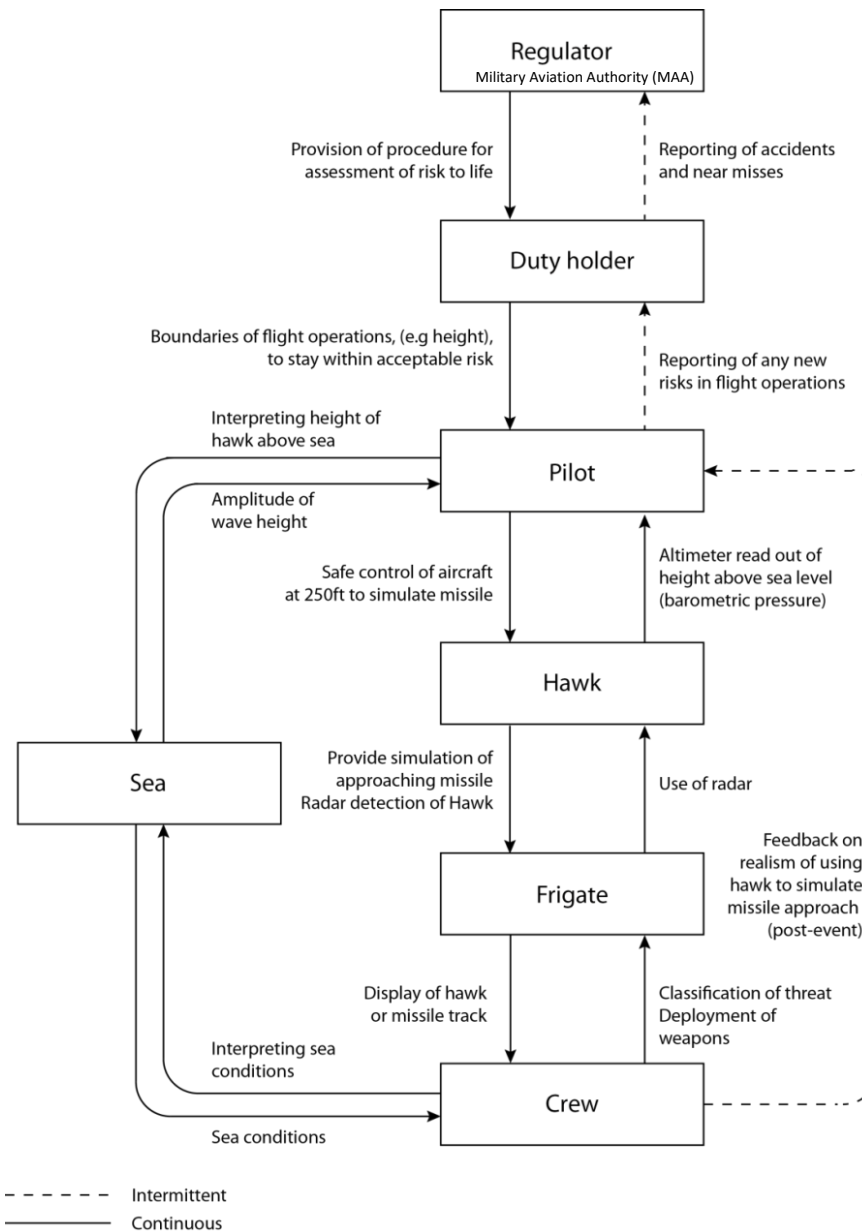 Regulator
Military Aviation Authority (MAA)
Provision of procedure for
assessment of risk to life
Reporting of accidents
and near misses
Duty holder
Boundaries of flight operations, (e.g height),
to stay within acceptable risk
Reporting of any new
risks in flight operations
Interpreting height of
hawk above sea
Pilot
Amplitude of
wave height
Safe control of aircraft
at 250ft to simulate missile
Altimeter read out of
height above sea level
(barometric pressure)
Hawk
Sea
Provide simulation of
approaching missile
Radar detection of Hawk
Use of radar
Feedback on
realism of using
hawk to simulate
missile approach
(post-event)
Frigate
Display of hawk
or missile track
Classification of threat
Deployment of
weapons
Interpreting sea
conditions
Crew
Sea conditions
Intermittent
Continuous